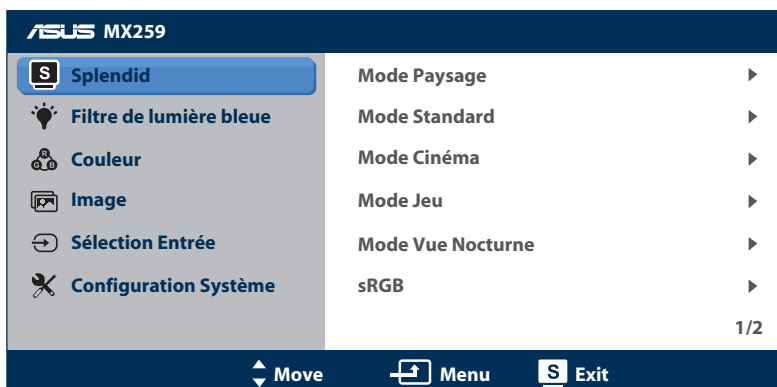 ASUS MX259
S Splendid
Filtre de lumière bleue
R G B Couleur
Image
Sélection Entrée
Configuration Système
Mode Paysage
Mode Standard
Mode Cinéma
Mode Jeu
Mode Vue Nocturne
sRGB
1/2
Move Menu S Exit